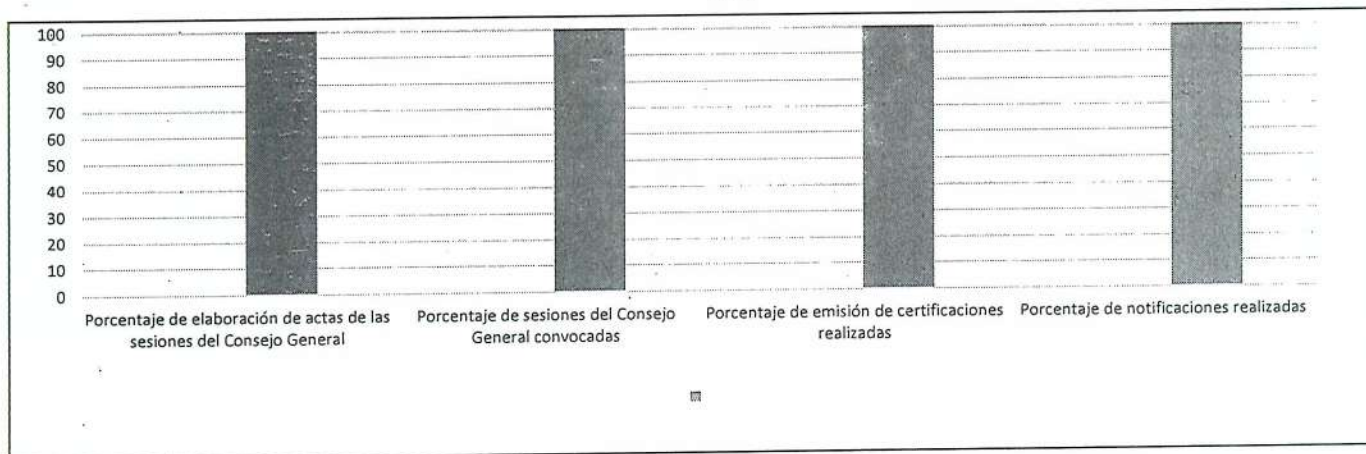 100
90
80
70
60
50
40
30
20
10
0
Porcentaje de elaboración de actas de las
sesiones del Consejo General
Porcentaje de sesiones del Consejo
General convocadas
Porcentaje de emisión de certificaciones
realizadas
Porcentaje de notificaciones realizadas